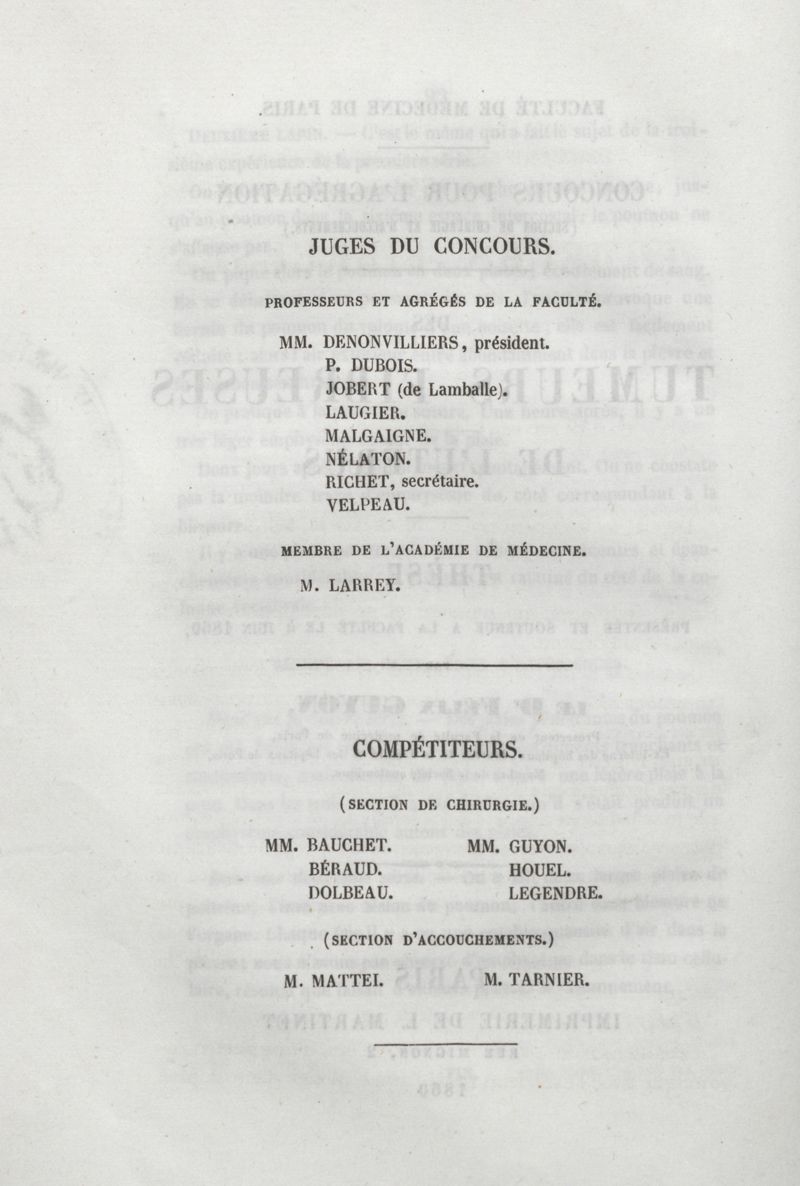 JUGES DU CONCOURS.
PROFESSEURS ET AGRÉGÉS DE LA FACULTÉ.
MM. DENONVILLIERS, président.
P. DUBOIS.
JOBERT (de Lamballe).
LAUGIER.
MALGAIGNE.
NÉLATON.
RICHET, secrétaire.
VELPEAU.
MEMBRE DE L'ACADÉMIE DE MÉDECINE.
M. LARREY.
COMPÉTITEURS.
(SECTION DE CHIRURGIE.)
MM. BAUCHET. MM. GUYON.
BÉRAUD. HOUEL.
DOLBEAU. LEGENDRE.
(SECTION D'ACCOUCHEMENTS.)
M. MATTEI. M. TARNIER.